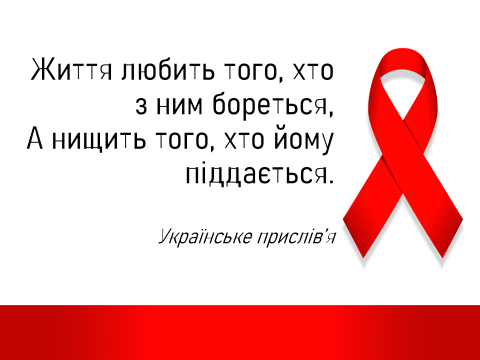 Життя любить того, хто
з ним бореться,
А нищить того, хто йому
піддається.
Українське прислів'я